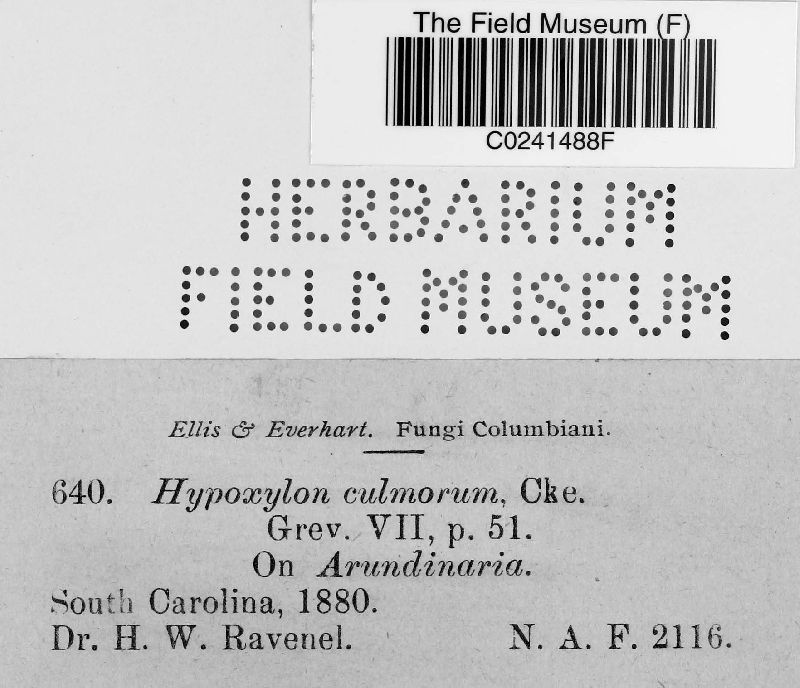 The Field Museum (F)
C0241488F
HERBARIUM
FIELD MUSEUM
Ellis & Everhart. Fungi Columbiani.
640. Hypoxylon culmorum, Cke.
Grev. VII, p. 51.
On Arundinaria.
South Carolina, 1880.
Dr. H. W. Ravenel. N. A. F. 2116.